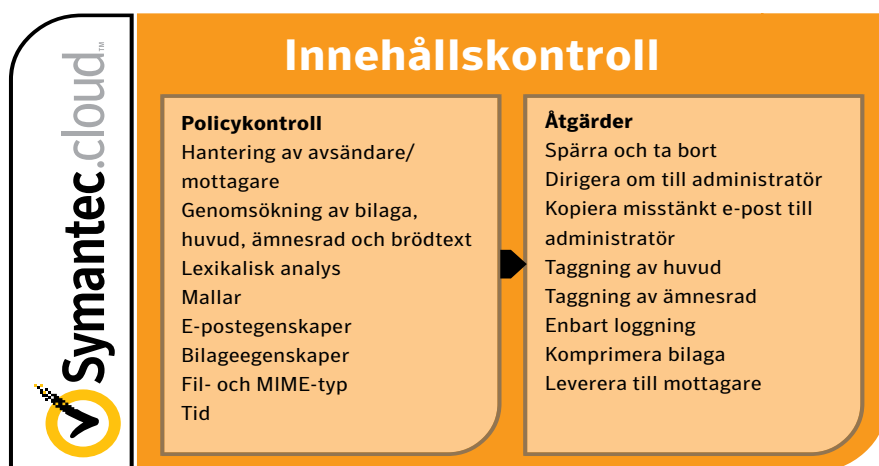 Symantec.cloud™
Innehållskontroll
Policykontroll
Hantering av avsändare/
mottagare
Genomsökning av bilaga,
huvud, ämnesrad och brödtext
Lexikalisk analys
Mallar
E-postegenskaper
Bilageegenskaper
Fil- och MIME-typ
Tid
Åtgärder
Spärra och ta bort
Dirigera om till administratör
Kopiera misstänkt e-post till
administratör
Taggning av huvud
Taggning av ämnesrad
Enbart loggning
Komprimera bilaga
Leverera till mottagare